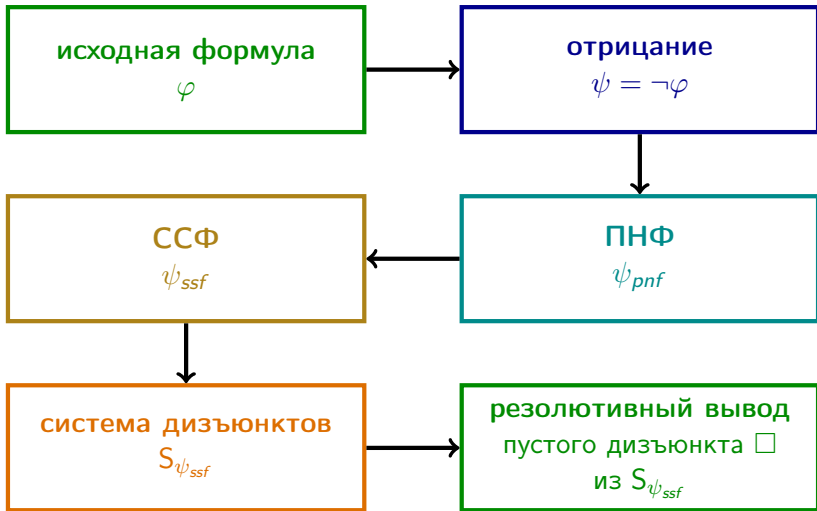 исходная формула
φ
отрицание
ψ = ¬φ
ПНФ
ψ_pnf
ССФ
ψ_ssf
система дизъюнктов
S_ψ_ssf
резолютивный вывод
пустого дизъюнкта □
из S_ψ_ssf